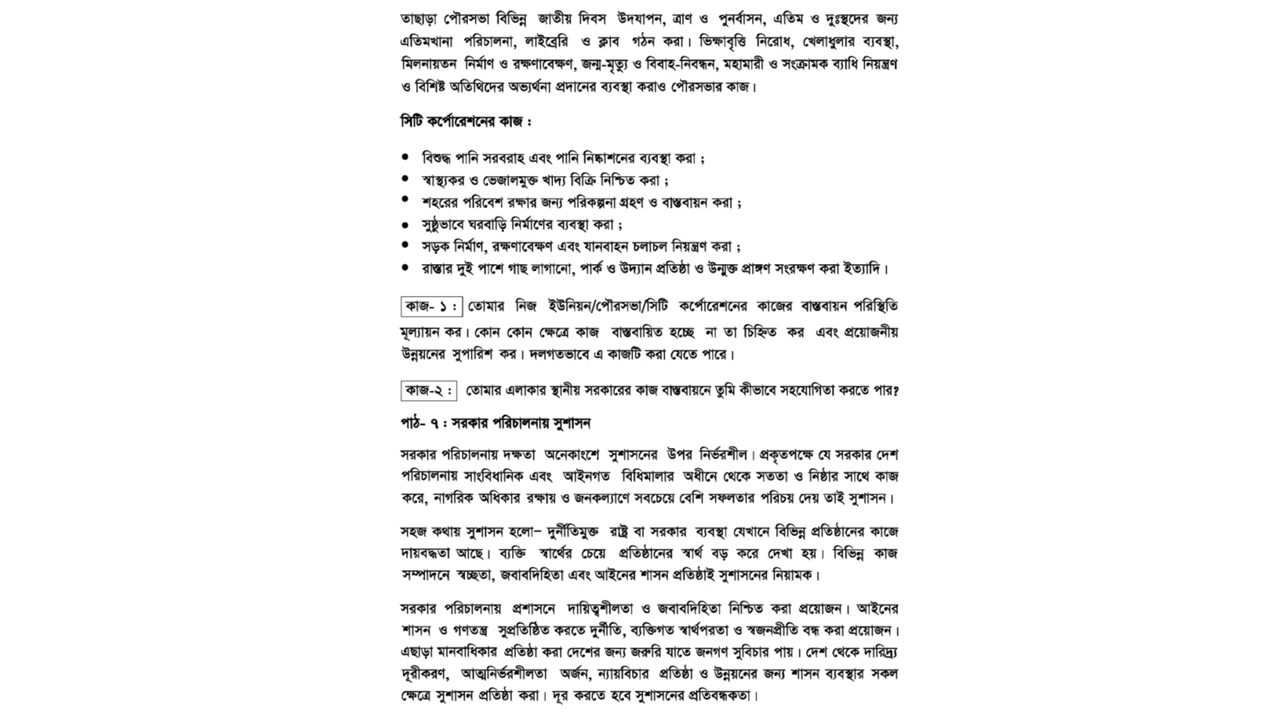 তাছাড়া পৌরসভা বিভিন্ন জাতীয় দিবস উদযাপন, ত্রাণ ও পুনর্বাসন, এতিম ও দুঃস্থদের জন্য
এতিমখানা পরিচালনা, লাইব্রেরি ও ক্লাব গঠন করা। ভিক্ষাবৃত্তি নিরোধ, খেলাধুলার ব্যবস্থা,
মিলনায়তন নির্মাণ ও রক্ষণাবেক্ষণ, জন্ম-মৃত্যু ও বিবাহ-নিবন্ধন, মহামারী ও সংক্রামক ব্যাধি নিয়ন্ত্রণ
ও বিশিষ্ট অতিথিদের অভ্যর্থনা প্রদানের ব্যবস্থা করাও পৌরসভার কাজ।
সিটি কর্পোরেশনের কাজ :
• বিশুদ্ধ পানি সরবরাহ এবং পানি নিষ্কাশনের ব্যবস্থা করা ;
• স্বাস্থ্যকর ও ভেজালমুক্ত খাদ্য বিক্রি নিশ্চিত করা ;
• শহরের পরিবেশ রক্ষার জন্য পরিকল্পনা গ্রহণ ও বাস্তবায়ন করা ;
• সুষ্ঠুভাবে ঘরবাড়ি নির্মাণের ব্যবস্থা করা ;
• সড়ক নির্মাণ, রক্ষণাবেক্ষণ এবং যানবাহন চলাচল নিয়ন্ত্রণ করা ;
• রাস্তার দুই পাশে গাছ লাগানো, পার্ক ও উদ্যান প্রতিষ্ঠা ও উন্মুক্ত প্রাঙ্গণ সংরক্ষণ করা ইত্যাদি।
কাজ- ১ : তোমার নিজ ইউনিয়ন/পৌরসভা/সিটি কর্পোরেশনের কাজের বাস্তবায়ন পরিস্থিতি
মূল্যায়ন কর। কোন কোন ক্ষেত্রে কাজ বাস্তবায়িত হচ্ছে না তা চিহ্নিত কর এবং প্রয়োজনীয়
উন্নয়নের সুপারিশ কর। দলগতভাবে এ কাজটি করা যেতে পারে।
কাজ-২ : তোমার এলাকার স্থানীয় সরকারের কাজ বাস্তবায়নে তুমি কীভাবে সহযোগিতা করতে পার?
পাঠ- ৭ : সরকার পরিচালনায় সুশাসন
সরকার পরিচালনায় দক্ষতা অনেকাংশে সুশাসনের উপর নির্ভরশীল। প্রকৃতপক্ষে যে সরকার দেশ
পরিচালনায় সাংবিধানিক এবং আইনগত বিধিমালার অধীনে থেকে সততা ও নিষ্ঠার সাথে কাজ
করে, নাগরিক অধিকার রক্ষায় ও জনকল্যাণে সবচেয়ে বেশি সফলতার পরিচয় দেয় তাই সুশাসন।
সহজ কথায় সুশাসন হলো– দুর্নীতিমুক্ত রাষ্ট্র বা সরকার ব্যবস্থা যেখানে বিভিন্ন প্রতিষ্ঠানের কাজে
দায়বদ্ধতা আছে। ব্যক্তি স্বার্থের চেয়ে প্রতিষ্ঠানের স্বার্থ বড় করে দেখা হয়। বিভিন্ন কাজ
সম্পাদনে স্বচ্ছতা, জবাবদিহিতা এবং আইনের শাসন প্রতিষ্ঠাই সুশাসনের নিয়ামক।
সরকার পরিচালনায় প্রশাসনে দায়িত্বশীলতা ও জবাবদিহিতা নিশ্চিত করা প্রয়োজন। আইনের
শাসন ও গণতন্ত্র সুপ্রতিষ্ঠিত করতে দুর্নীতি, ব্যক্তিগত স্বার্থপরতা ও স্বজনপ্রীতি বন্ধ করা প্রয়োজন।
এছাড়া মানবাধিকার প্রতিষ্ঠা করা দেশের জন্য জরুরি যাতে জনগণ সুবিচার পায়। দেশ থেকে দারিদ্র্য
দূরীকরণ, আত্মনির্ভরশীলতা অর্জন, ন্যায়বিচার প্রতিষ্ঠা ও উন্নয়নের জন্য শাসন ব্যবস্থার সকল
ক্ষেত্রে সুশাসন প্রতিষ্ঠা করা। দূর করতে হবে সুশাসনের প্রতিবন্ধকতা।